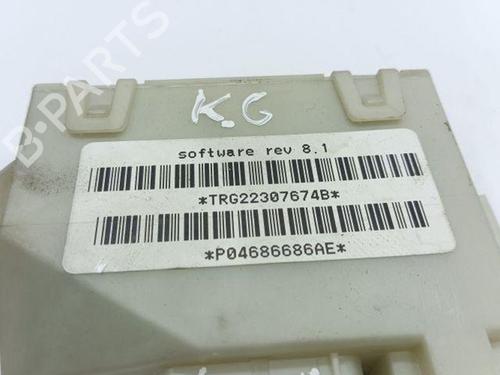 K.G
software rev 8.1
*TRG22307674B*
*P04686686AE*
B-PARTS